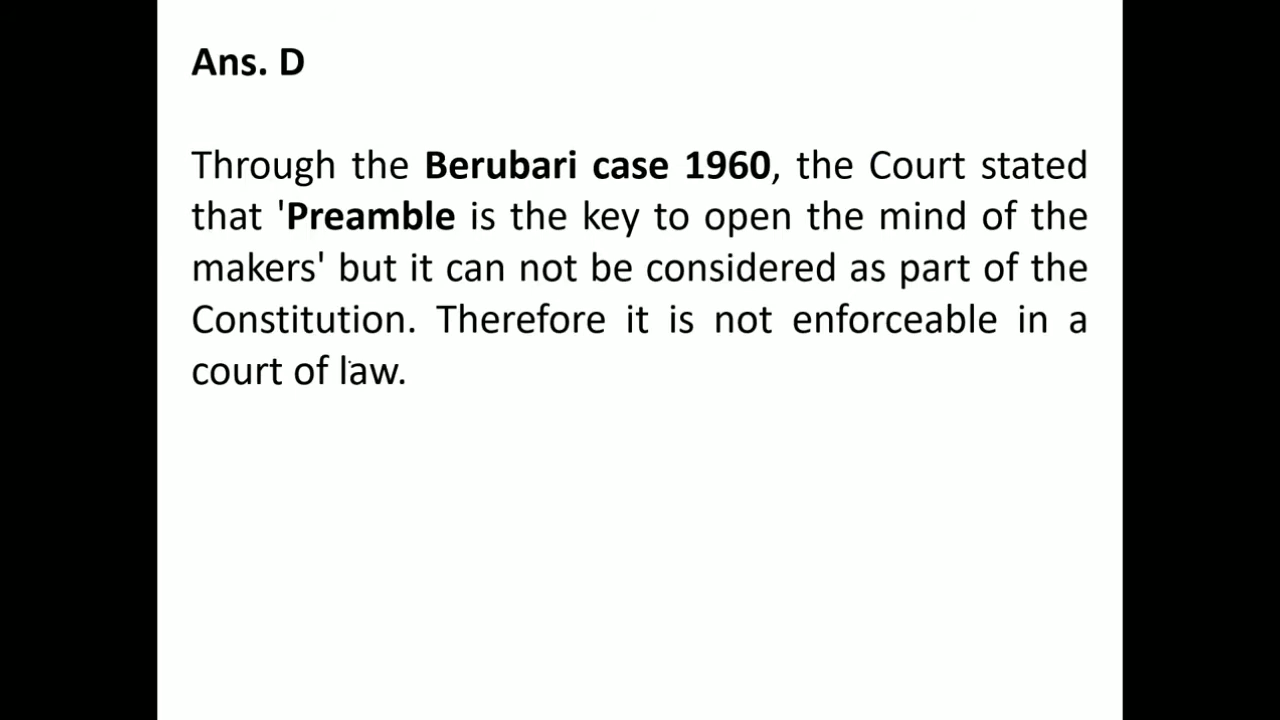 Ans. D
Through the Berubari case 1960, the Court stated
that 'Preamble is the key to open the mind of the
makers' but it can not be considered as part of the
Constitution. Therefore it is not enforceable in a
court of law.